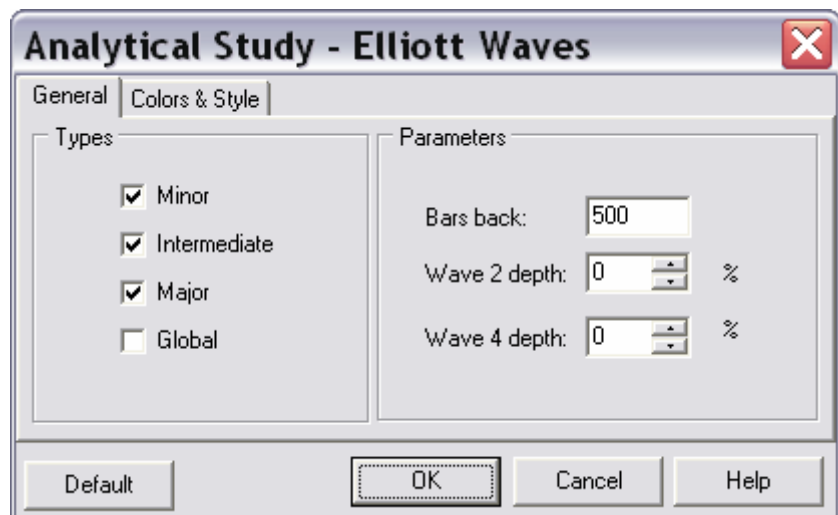 Analytical Study - Elliott Waves
General
Colors & Style
Types
Minor
Intermediate
Major
Global
Parameters
Bars back: 500
Wave 2 depth: 0 %
Wave 4 depth: 0 %
Default
OK
Cancel
Help